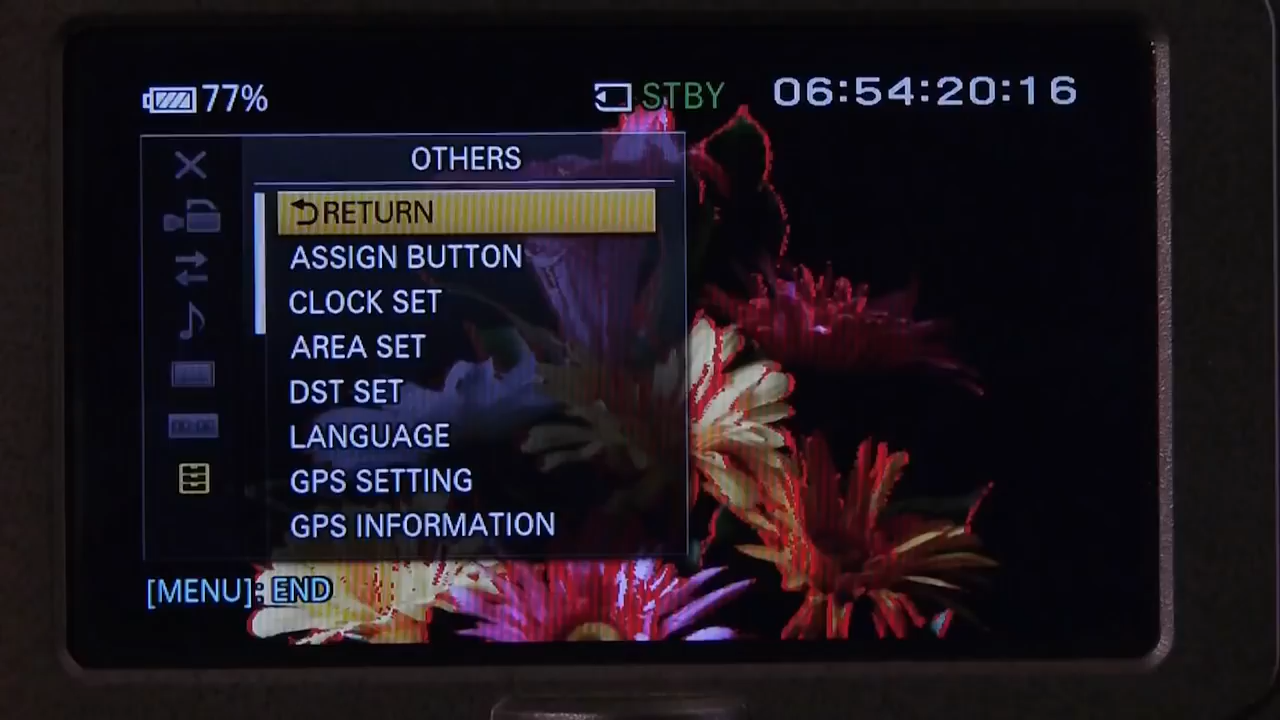 77%
STBY
06:54:20:16
OTHERS
RETURN
ASSIGN BUTTON
CLOCK SET
AREA SET
DST SET
LANGUAGE
GPS SETTING
GPS INFORMATION
[MENU]: END